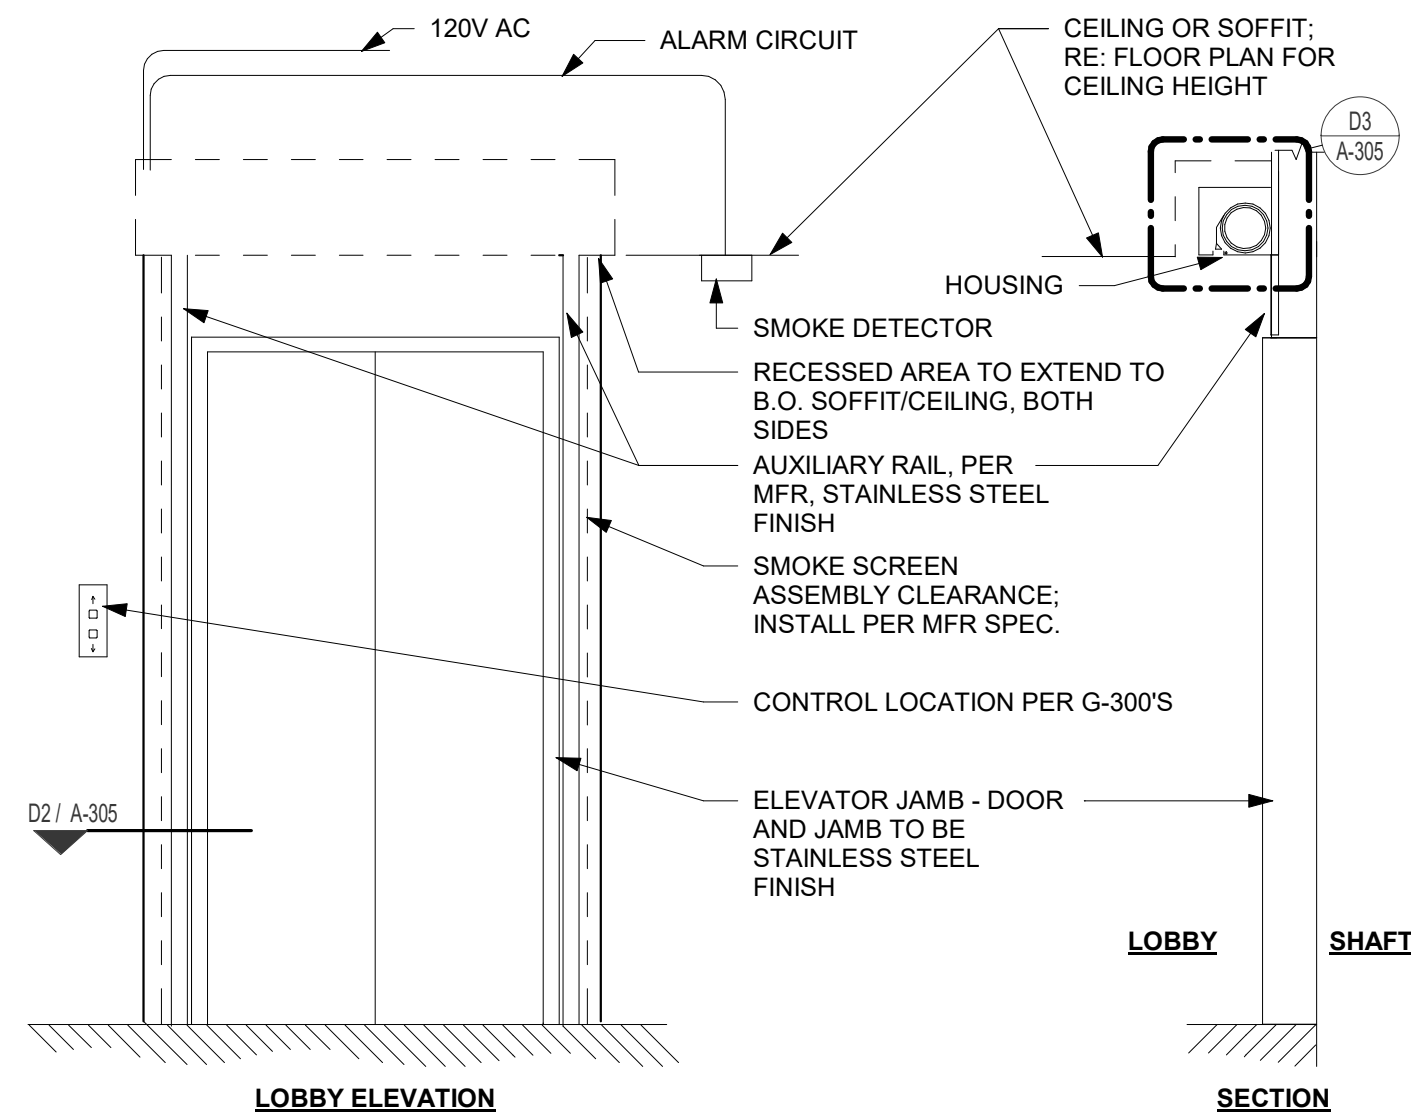 120V AC
ALARM CIRCUIT
CEILING OR SOFFIT;
RE: FLOOR PLAN FOR
CEILING HEIGHT
D3
A-305
HOUSING
SMOKE DETECTOR
RECESSED AREA TO EXTEND TO
B.O. SOFFIT/CEILING, BOTH
SIDES
AUXILIARY RAIL, PER
MFR, STAINLESS STEEL
FINISH
SMOKE SCREEN
ASSEMBLY CLEARANCE;
INSTALL PER MFR SPEC.
CONTROL LOCATION PER G-300'S
D2 / A-305
ELEVATOR JAMB - DOOR
AND JAMB TO BE
STAINLESS STEEL
FINISH
LOBBY
SHAFT
LOBBY ELEVATION
SECTION